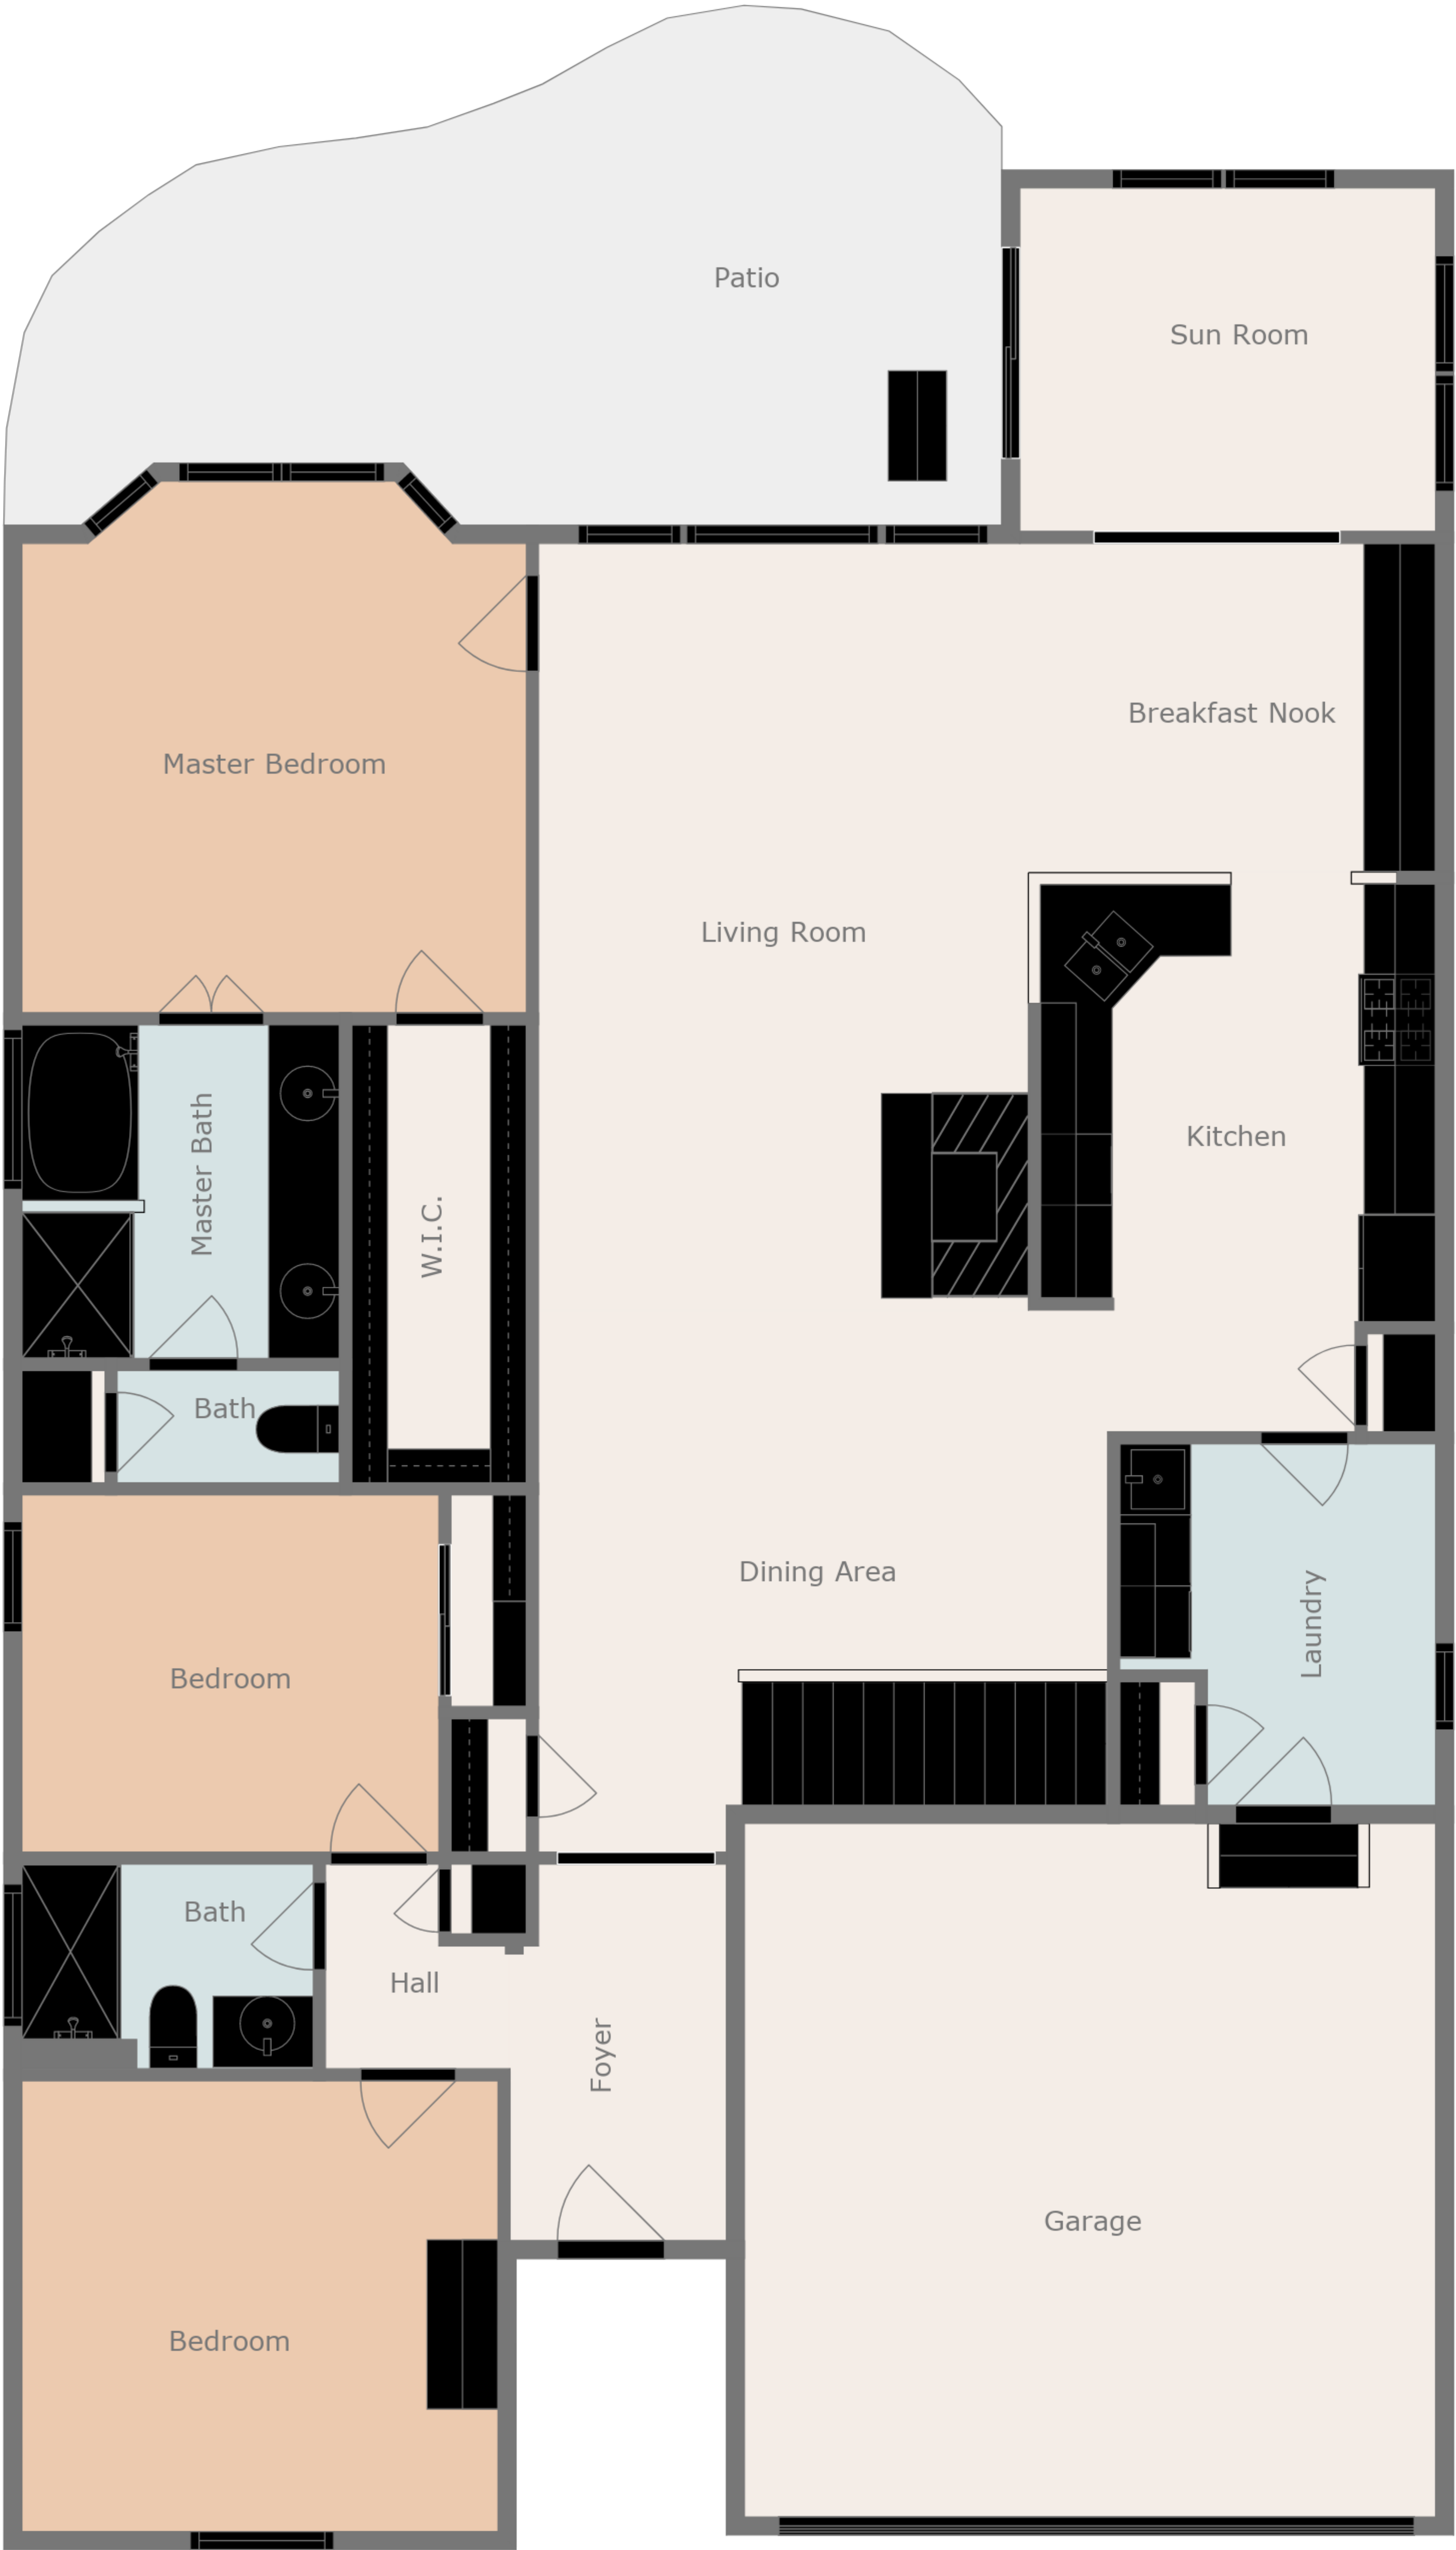 Patio
Sun Room
Breakfast Nook
Master Bedroom
Living Room
Master Bath
Kitchen
W.I.C.
Bath
Dining Area
Laundry
Bedroom
Bath
Hall
Foyer
Garage
Bedroom